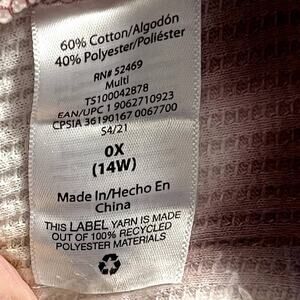 60% Cotton/Algodón
40% Polyester/Poliéster
RN# 52469
Multi
TS100042878
EAN/UPC 1 9062710923
CPSIA 36190167 0067700
S4/21
0X
(14W)
Made In/Hecho En
China
THIS LABEL YARN IS MADE
OUT OF 100% RECYCLED
POLYESTER MATERIALS